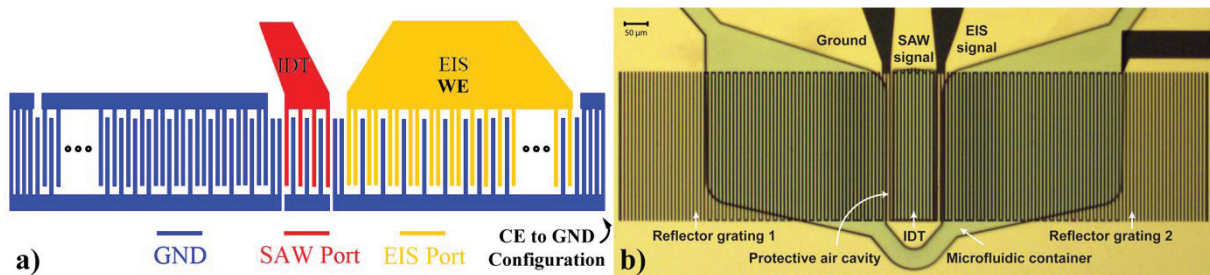 IDT
EIS
WE
GND
SAW Port
EIS Port
CE to GND
Configuration
a)
50 µm
Ground
SAW
signal
EIS
signal
Reflector grating 1
IDT
Reflector grating 2
Protective air cavity
Microfluidic container
b)